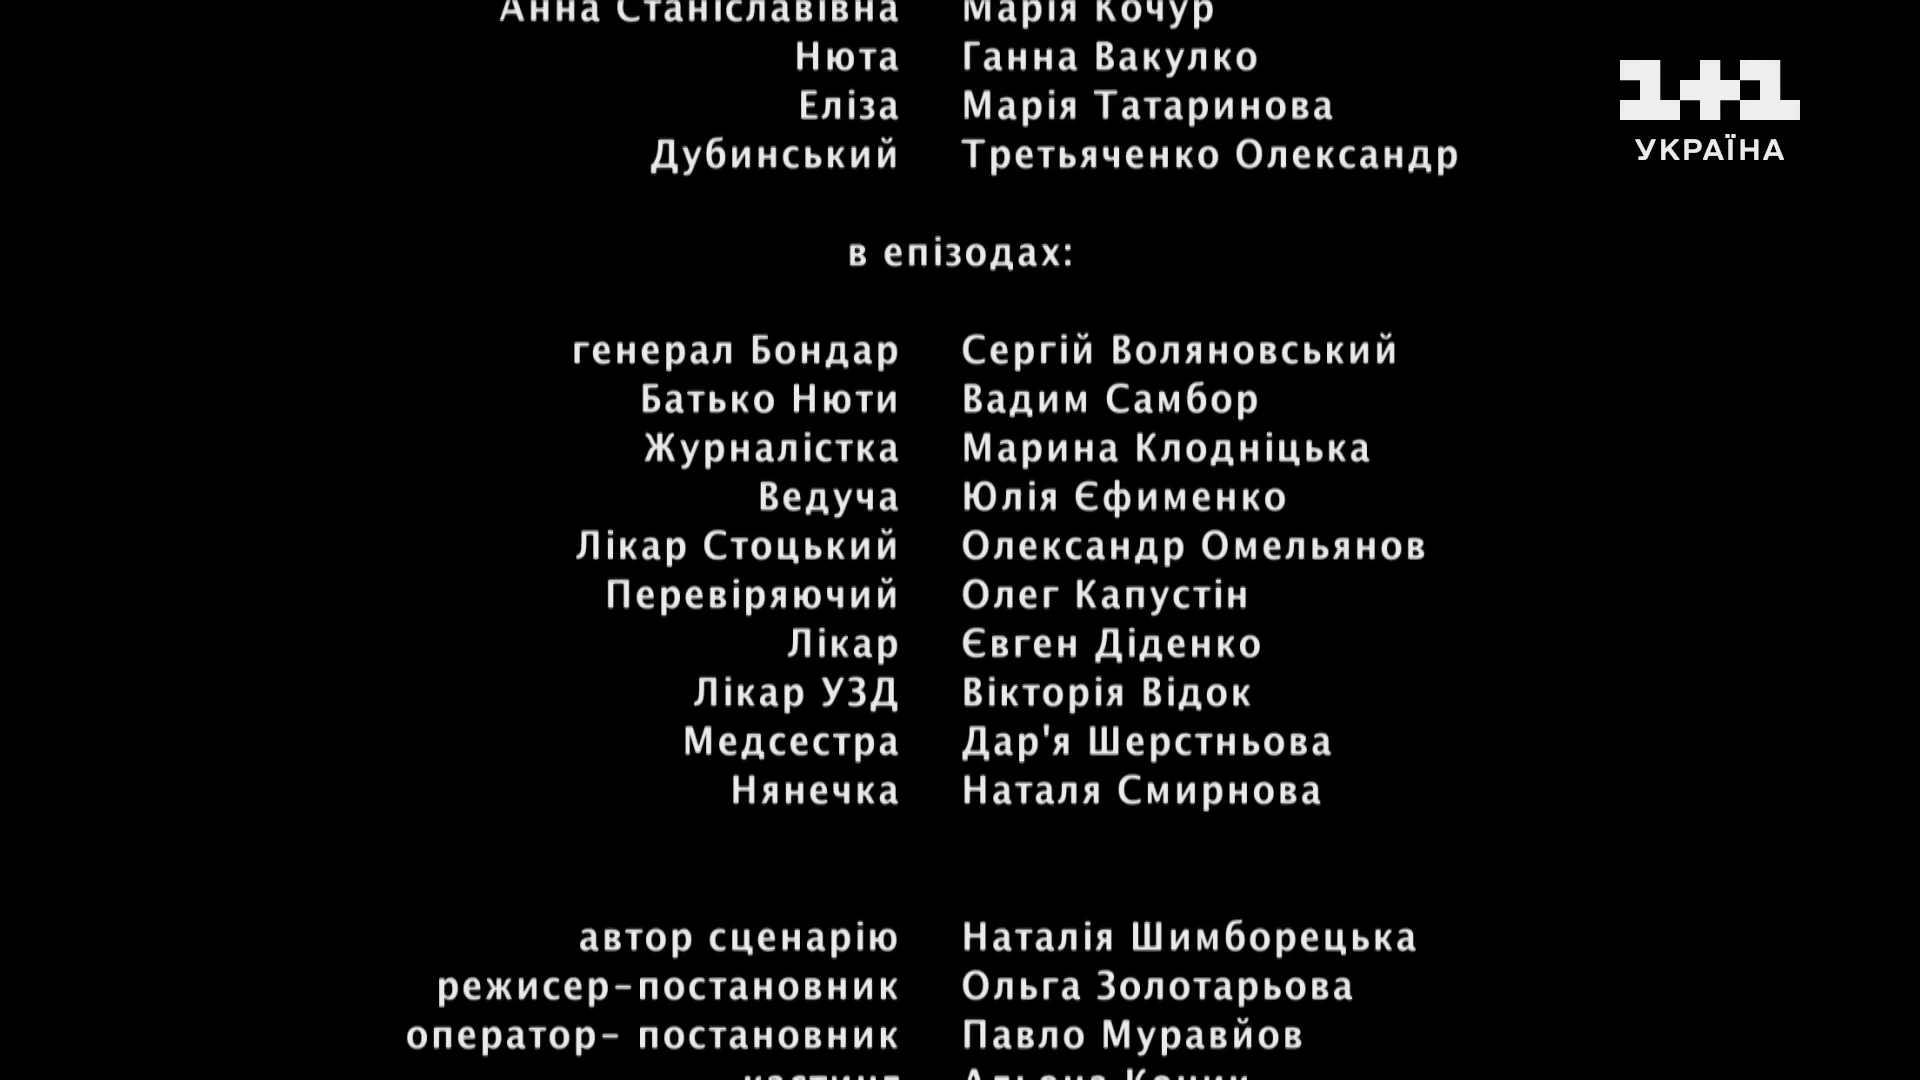 Анна Станіславівна Марія Кочур
Нюта Ганна Вакулко
Еліза Марія Татаринова
Дубинський Третьяченко Олександр
1+1
УКРАЇНА
в епізодах:
генерал Бондар Сергій Воляновський
Батько Нюти Вадим Самбор
Журналістка Марина Клодніцька
Ведуча Юлія Єфименко
Лікар Стоцький Олександр Омельянов
Перевіряючий Олег Капустін
Лікар Євген Діденко
Лікар УЗД Вікторія Відок
Медсестра Дар'я Шерстньова
Нянечка Наталя Смирнова
автор сценарію Наталія Шимборецька
режисер-постановник Ольга Золотарьова
оператор- постановник Павло Муравйов
кастинг Альона